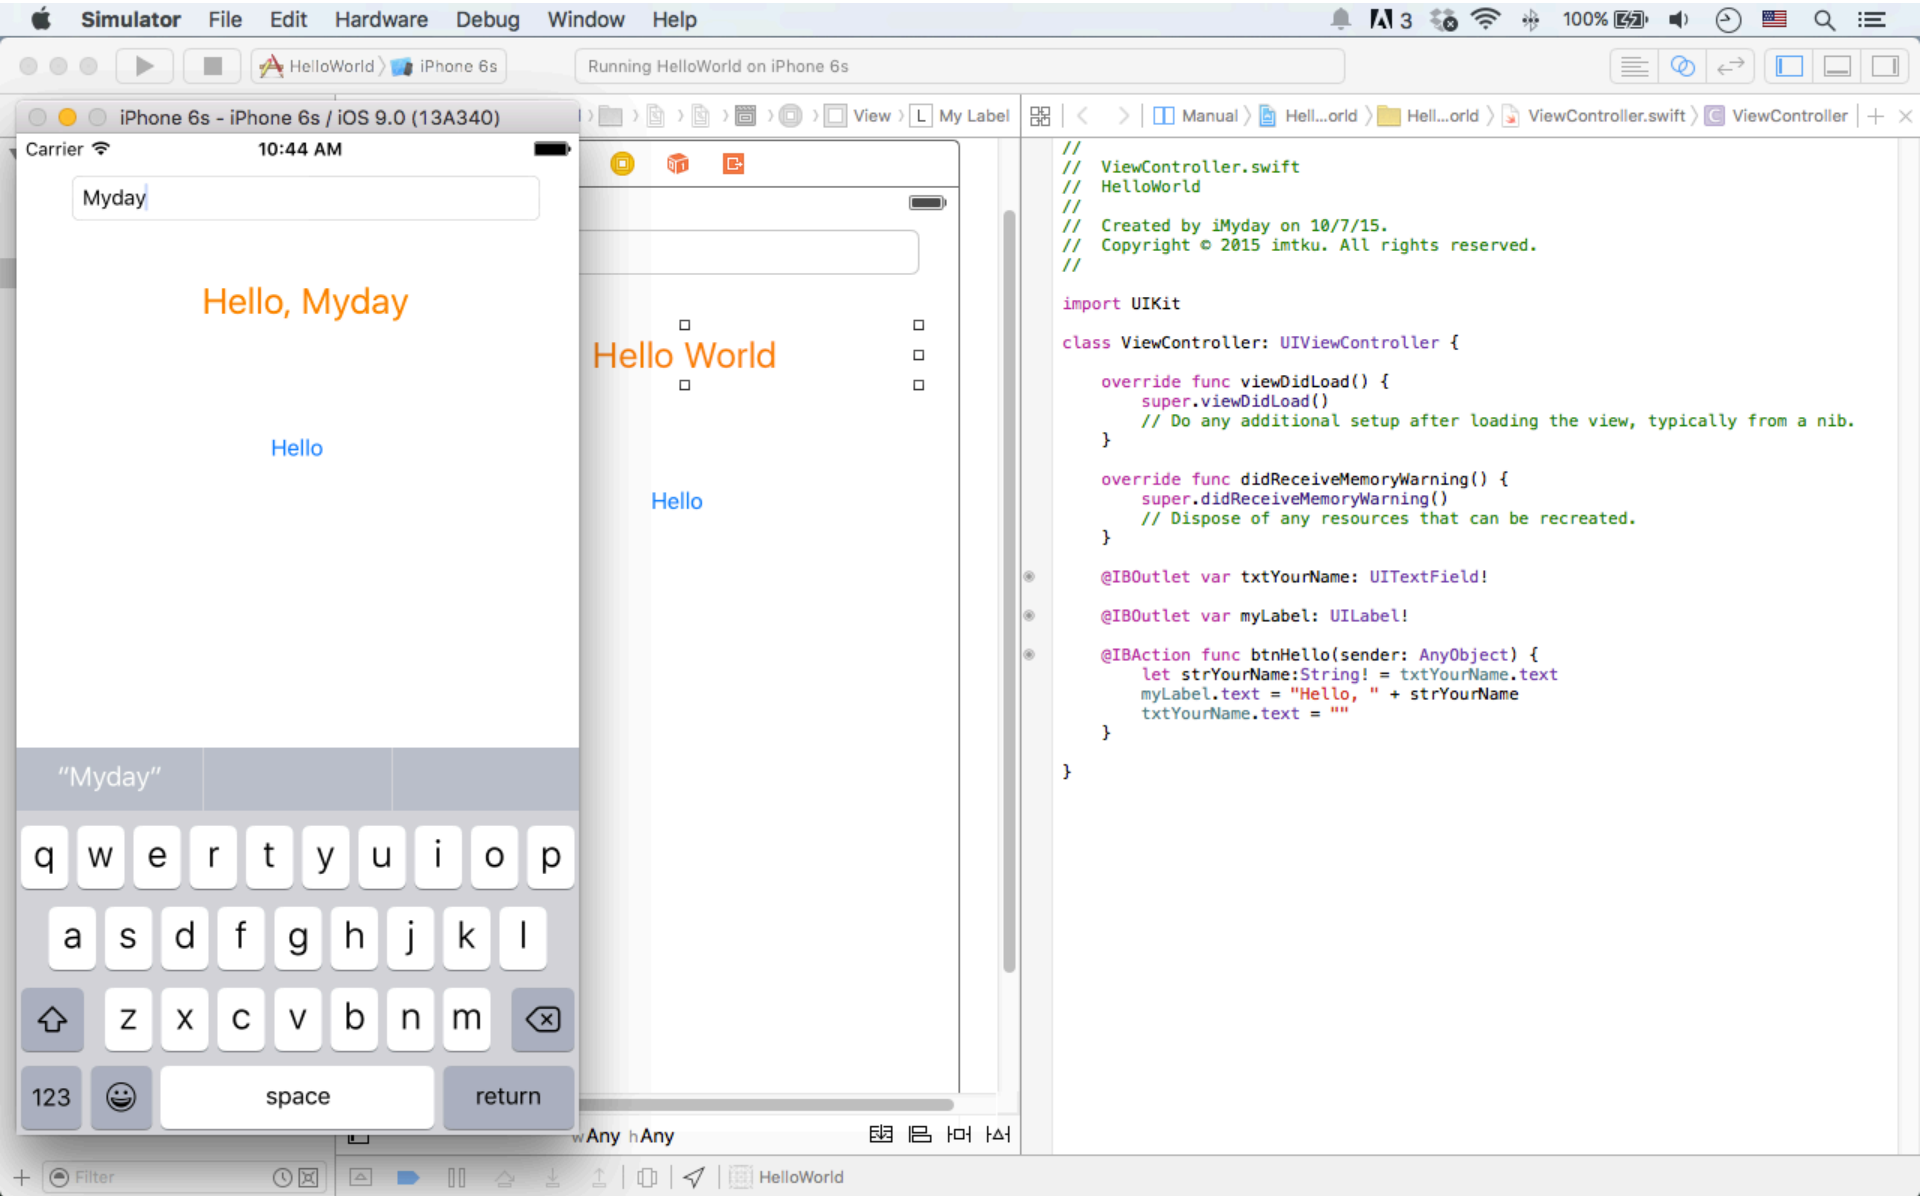 Simulator File Edit Hardware Debug Window Help 3 100%
HelloWorld iPhone 6s Running HelloWorld on iPhone 6s
iPhone 6s - iPhone 6s / iOS 9.0 (13A340)
Carrier 10:44 AM
Myday
Hello, Myday
Hello
"Myday"
q w e r t y u i o p
a s d f g h j k l
z x c v b n m
123 space return
View L My Label
Hello World
Hello
wAny hAny
Manual Hell...orld Hell...orld ViewController.swift C ViewController
//
// ViewController.swift
// HelloWorld
//
// Created by iMyday on 10/7/15.
// Copyright © 2015 imtku. All rights reserved.
//
import UIKit
class ViewController: UIViewController {
override func viewDidLoad() {
super.viewDidLoad()
// Do any additional setup after loading the view, typically from a nib.
}
override func didReceiveMemoryWarning() {
super.didReceiveMemoryWarning()
// Dispose of any resources that can be recreated.
}
@IBOutlet var txtYourName: UITextField!
@IBOutlet var myLabel: UILabel!
@IBAction func btnHello(sender: AnyObject) {
let strYourName:String! = txtYourName.text
myLabel.text = "Hello, " + strYourName
txtYourName.text = ""
}
}
Filter HelloWorld